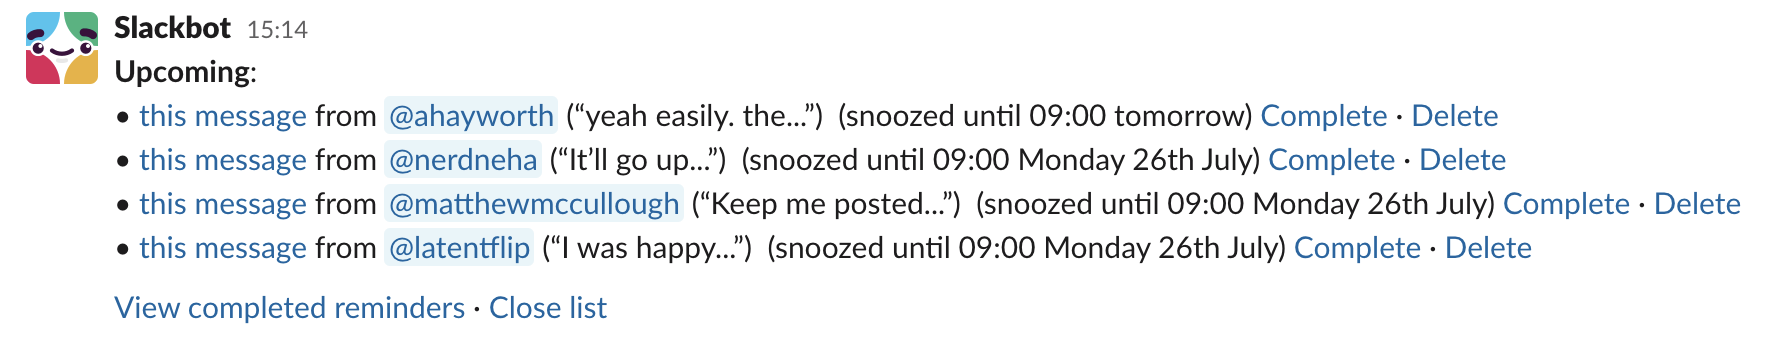 Slackbot 15:14
Upcoming:
• this message from @ahayworth (“yeah easily. the...”) (snoozed until 09:00 tomorrow) Complete · Delete
• this message from @nerdneha (“It’ll go up...”) (snoozed until 09:00 Monday 26th July) Complete · Delete
• this message from @matthewmccullough (“Keep me posted...”) (snoozed until 09:00 Monday 26th July) Complete · Delete
• this message from @latentflip (“I was happy...”) (snoozed until 09:00 Monday 26th July) Complete · Delete
View completed reminders · Close list